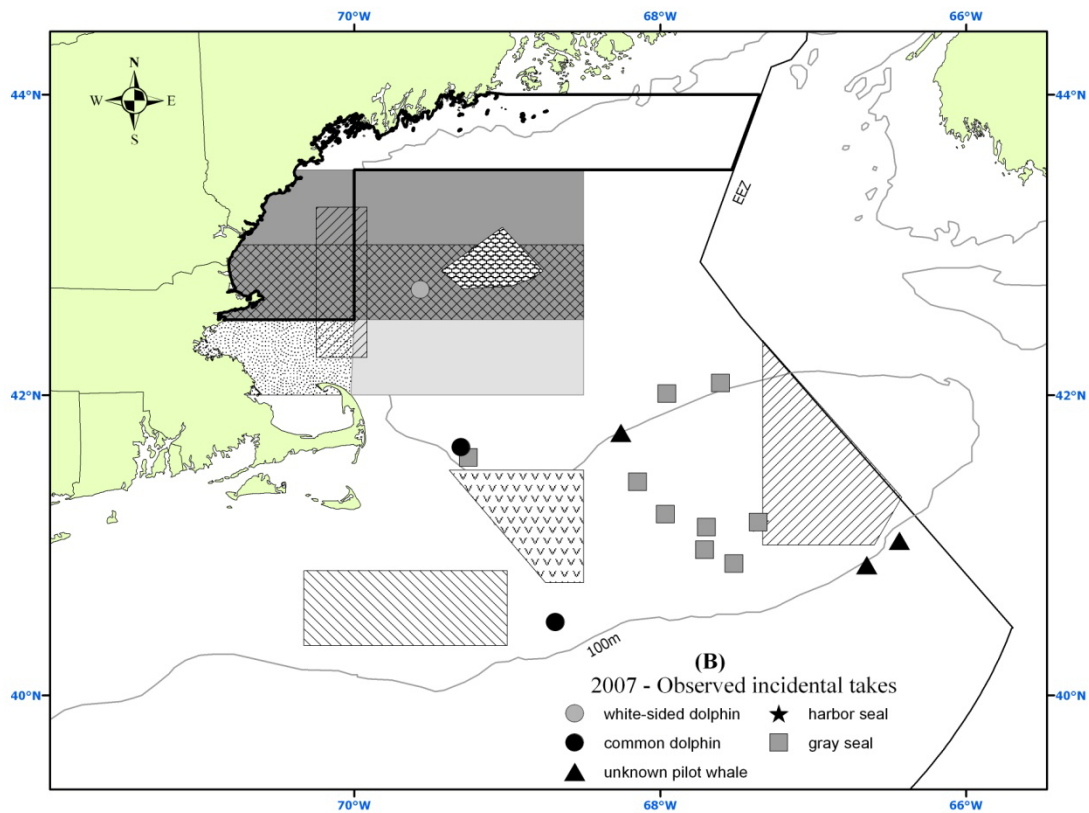 70°W 68°W 66°W
N
W E
S
44°N 44°N
EEZ
42°N 42°N
100m
(B)
40°N 40°N
2007 - Observed incidental takes
white-sided dolphin harbor seal
common dolphin gray seal
unknown pilot whale
70°W 68°W 66°W